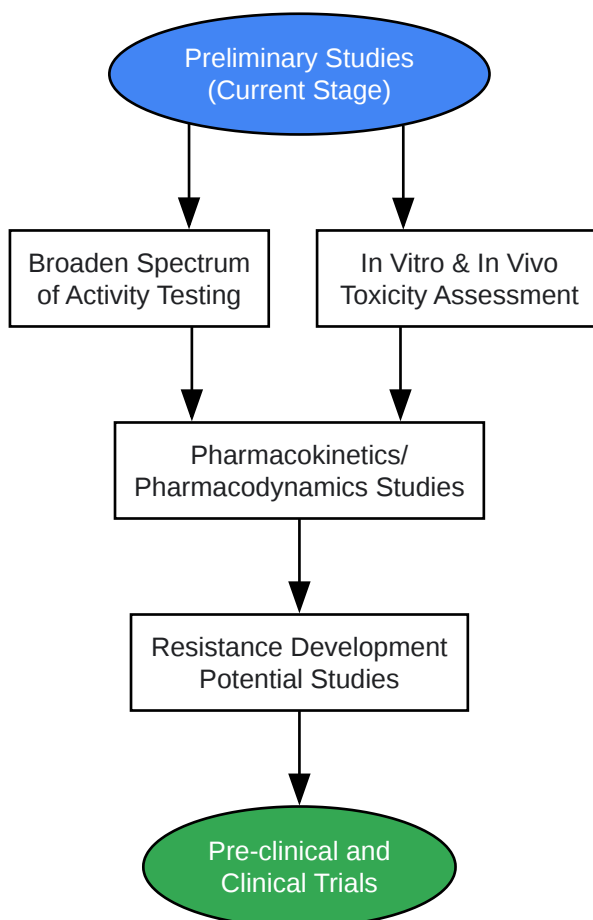 Preliminary Studies
(Current Stage)
Broaden Spectrum
of Activity Testing
In Vitro & In Vivo
Toxicity Assessment
Pharmacokinetics/
Pharmacodynamics Studies
Resistance Development
Potential Studies
Pre-clinical and
Clinical Trials